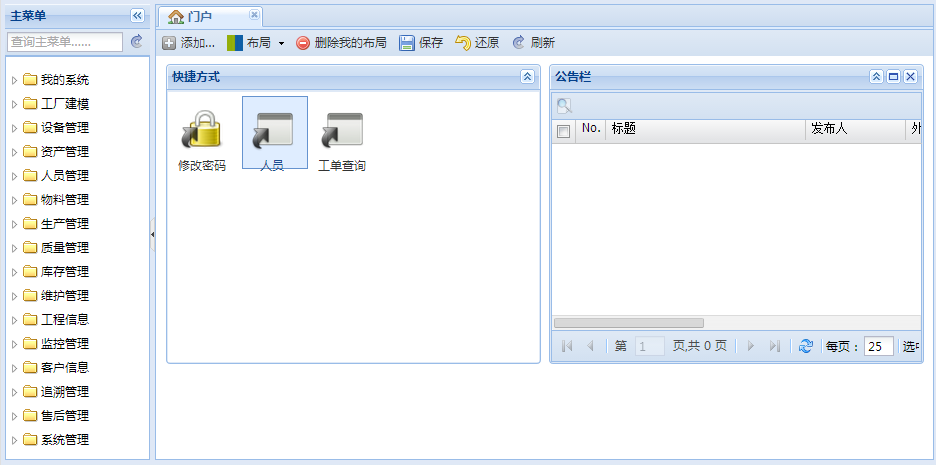 主菜单
查询主菜单......
我的系统
工厂建模
设备管理
资产管理
人员管理
物料管理
生产管理
质量管理
库存管理
维护管理
工程信息
监控管理
客户信息
追溯管理
售后管理
系统管理
门户
添加... 布局 删除我的布局 保存 还原 刷新
快捷方式
修改密码 人员 工单查询
公告栏
No. 标题 发布人
第 1 页,共 0 页 每页： 25